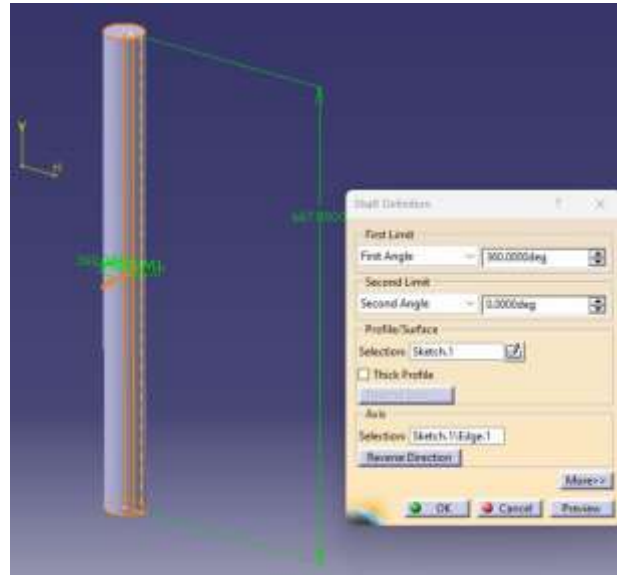 Shaft Definition
? X
First Limit
First Angle 360.0000deg
Second Limit
Second Angle 0.0000deg
Profile/Surface
Selection: Sketch.1
Thick Profile
Axis
Selection: Sketch.1\Edge.1
Reverse Direction
More>>
OK Cancel Preview